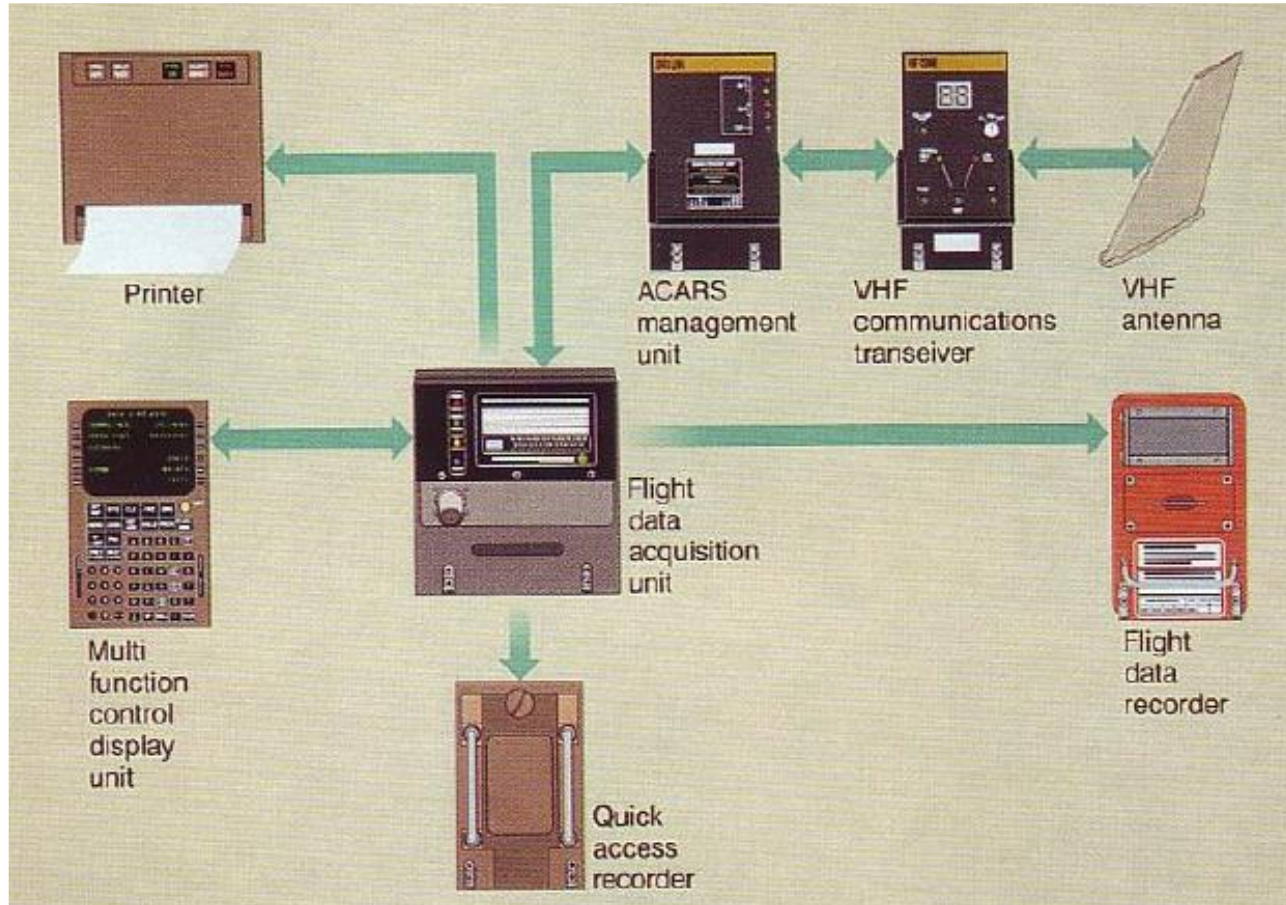 Printer
ACARS
management
unit
VHF
communications
transeiver
VHF
antenna
Flight
data
acquisition
unit
Multi
function
control
display
unit
Flight
data
recorder
Quick
access
recorder